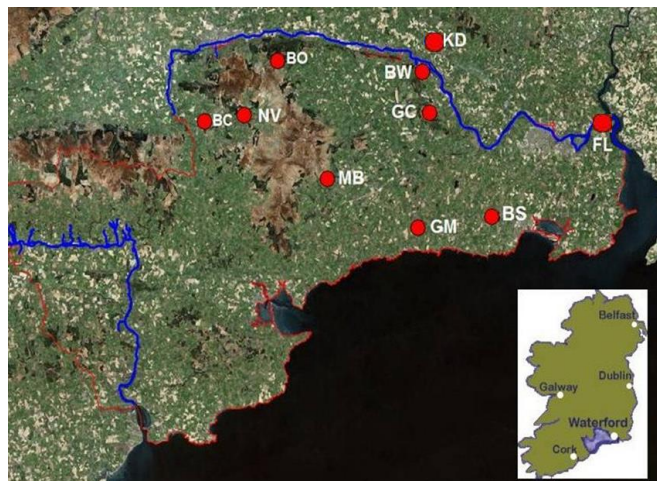 KD
BO
BW
NV
BC
GC
FL
MB
BS
GM
Belfast
Dublin
Galway
Waterford
Cork